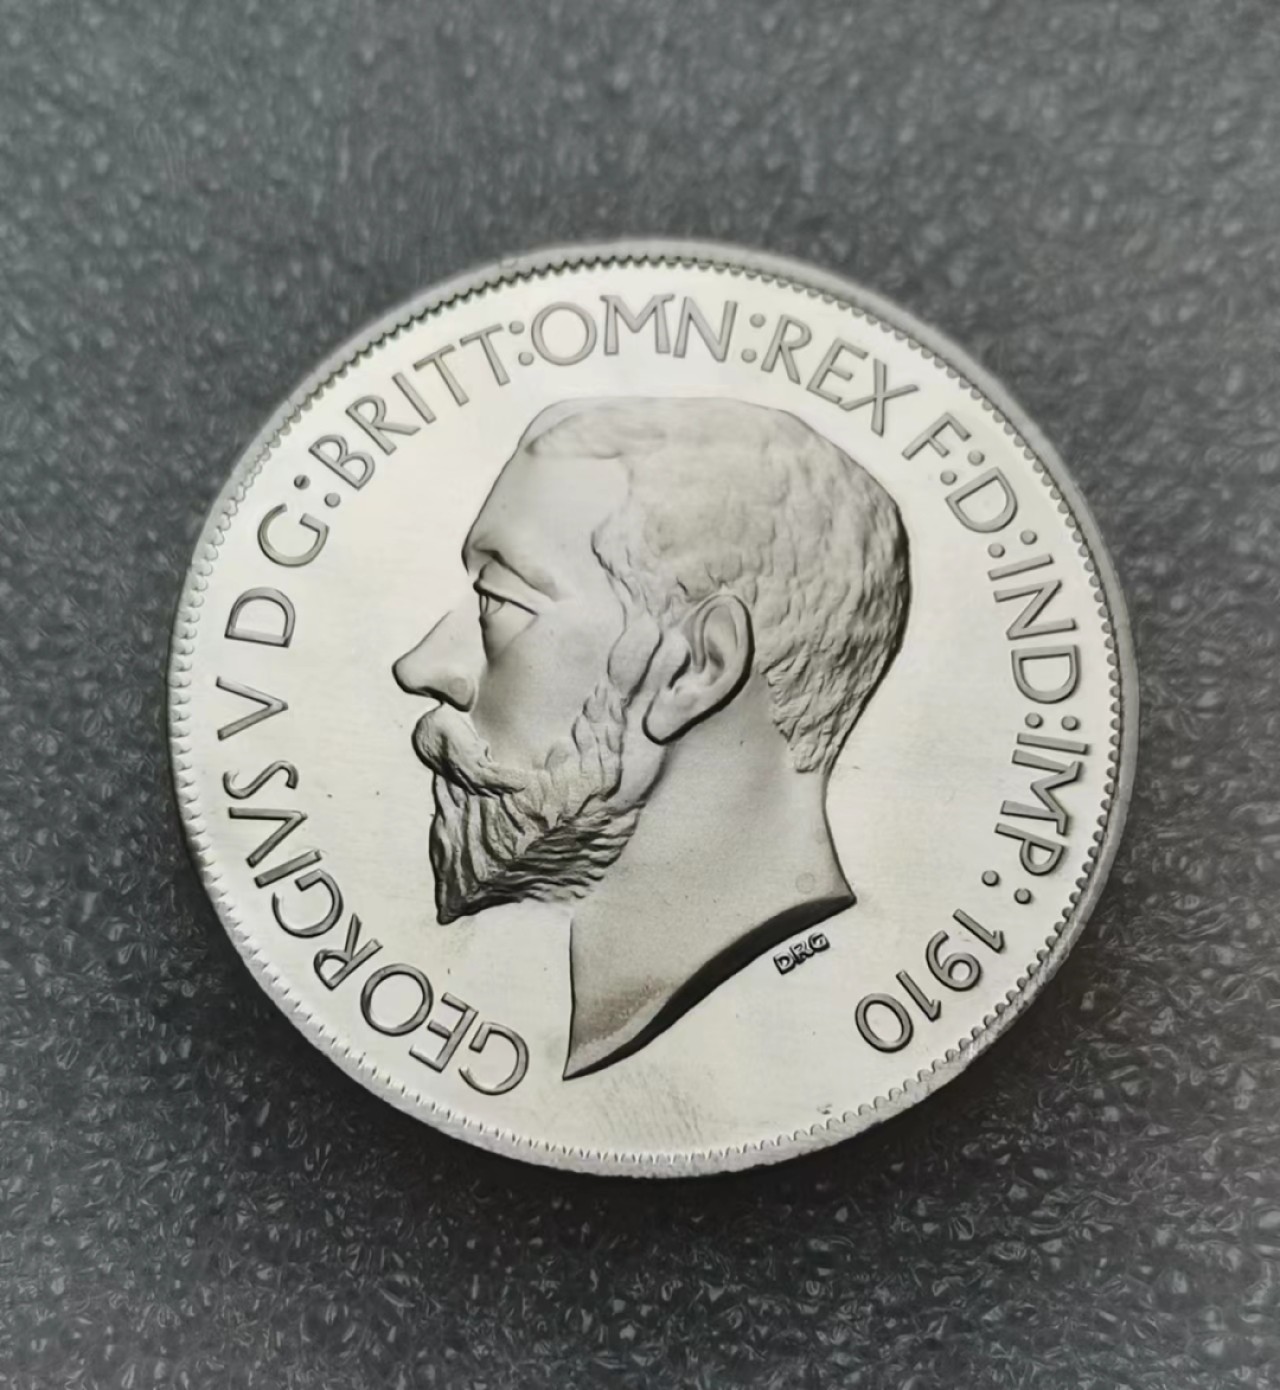 GEORGIVS V D G:BRITT:OMN:REX F:D:IND:IMP: 1910
DRG